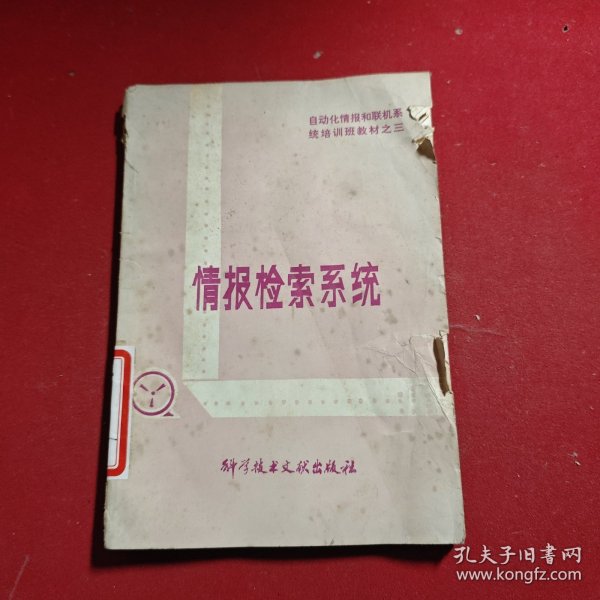 自动化情报和联机系
统培训班教材之三
情报检索系统
科学技术文献出版社
孔夫子旧書网
www.kongfz.com